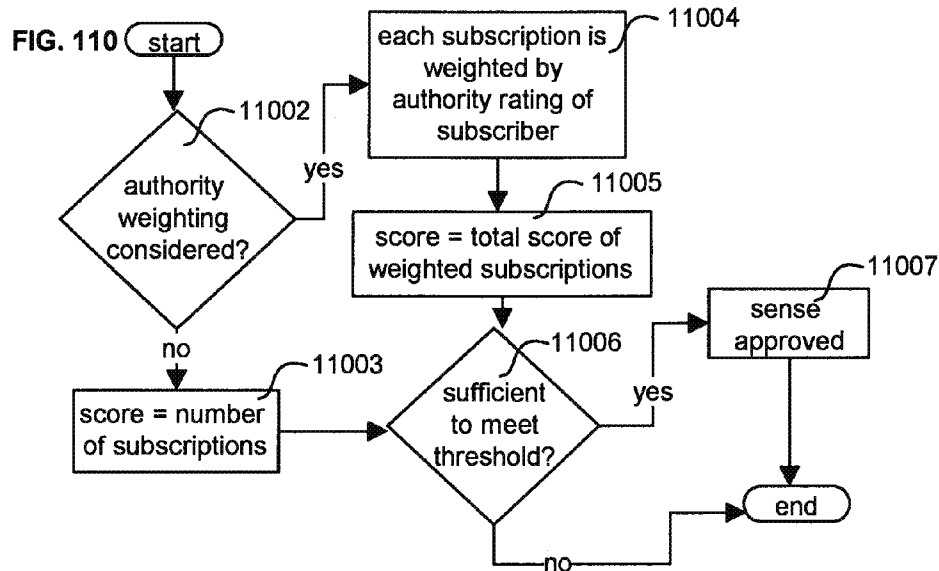 FIG. 110
start
11002
authority
weighting
considered?
yes
11004
each subscription is
weighted by
authority rating of
subscriber
11005
score = total score of
weighted subscriptions
no
11003
score = number
of subscriptions
11006
sufficient
to meet
threshold?
yes
11007
sense
approved
no
end